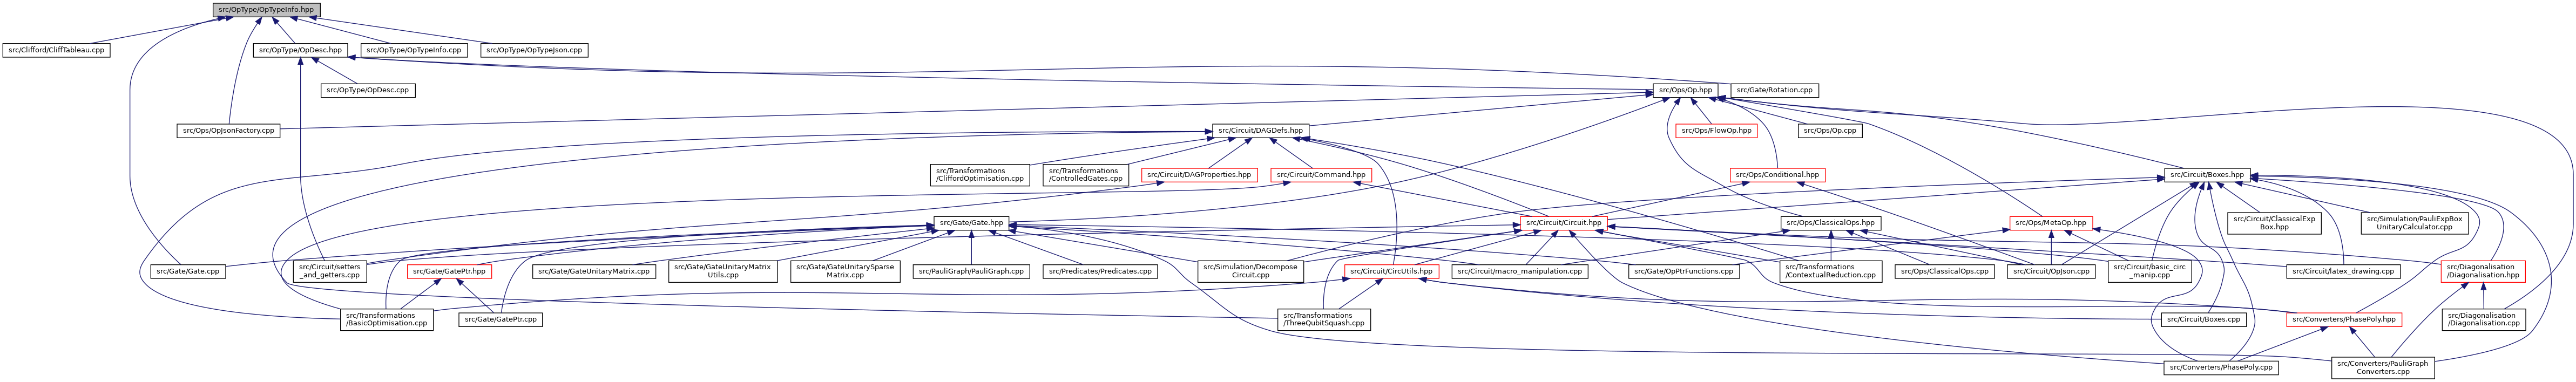 src/OpType/OpTypeInfo.hpp
src/Clifford/CliffTableau.cpp
src/OpType/OpDesc.hpp
src/OpType/OpTypeInfo.cpp
src/OpType/OpTypeJson.cpp
src/OpType/OpDesc.cpp
src/Ops/Op.hpp
src/Gate/Rotation.cpp
src/Ops/OpJsonFactory.cpp
src/Circuit/DAGDefs.hpp
src/Ops/FlowOp.hpp
src/Ops/Op.cpp
src/Transformations
/CliffordOptimisation.cpp
src/Transformations
/ControlledGates.cpp
src/Circuit/DAGProperties.hpp
src/Circuit/Command.hpp
src/Ops/Conditional.hpp
src/Circuit/Boxes.hpp
src/Gate/Gate.hpp
src/Circuit/Circuit.hpp
src/Ops/ClassicalOps.hpp
src/Ops/MetaOp.hpp
src/Circuit/ClassicalExp
Box.hpp
src/Simulation/PauliExpBox
UnitaryCalculator.cpp
src/Gate/Gate.cpp
src/Circuit/setters
_and_getters.cpp
src/Gate/GatePtr.hpp
src/Gate/GateUnitaryMatrix.cpp
src/Gate/GateUnitaryMatrix
Utils.cpp
src/Gate/GateUnitarySparse
Matrix.cpp
src/PauliGraph/PauliGraph.cpp
src/Predicates/Predicates.cpp
src/Simulation/Decompose
Circuit.cpp
src/Circuit/CircUtils.hpp
src/Circuit/macro_manipulation.cpp
src/Gate/OpPtrFunctions.cpp
src/Transformations
/ContextualReduction.cpp
src/Ops/ClassicalOps.cpp
src/Circuit/OpJson.cpp
src/Circuit/basic_circ
_manip.cpp
src/Circuit/latex_drawing.cpp
src/Diagonalisation
/Diagonalisation.hpp
src/Transformations
/BasicOptimisation.cpp
src/Gate/GatePtr.cpp
src/Transformations
/ThreeQubitSquash.cpp
src/Circuit/Boxes.cpp
src/Converters/PhasePoly.hpp
src/Diagonalisation
/Diagonalisation.cpp
src/Converters/PhasePoly.cpp
src/Converters/PauliGraph
Converters.cpp